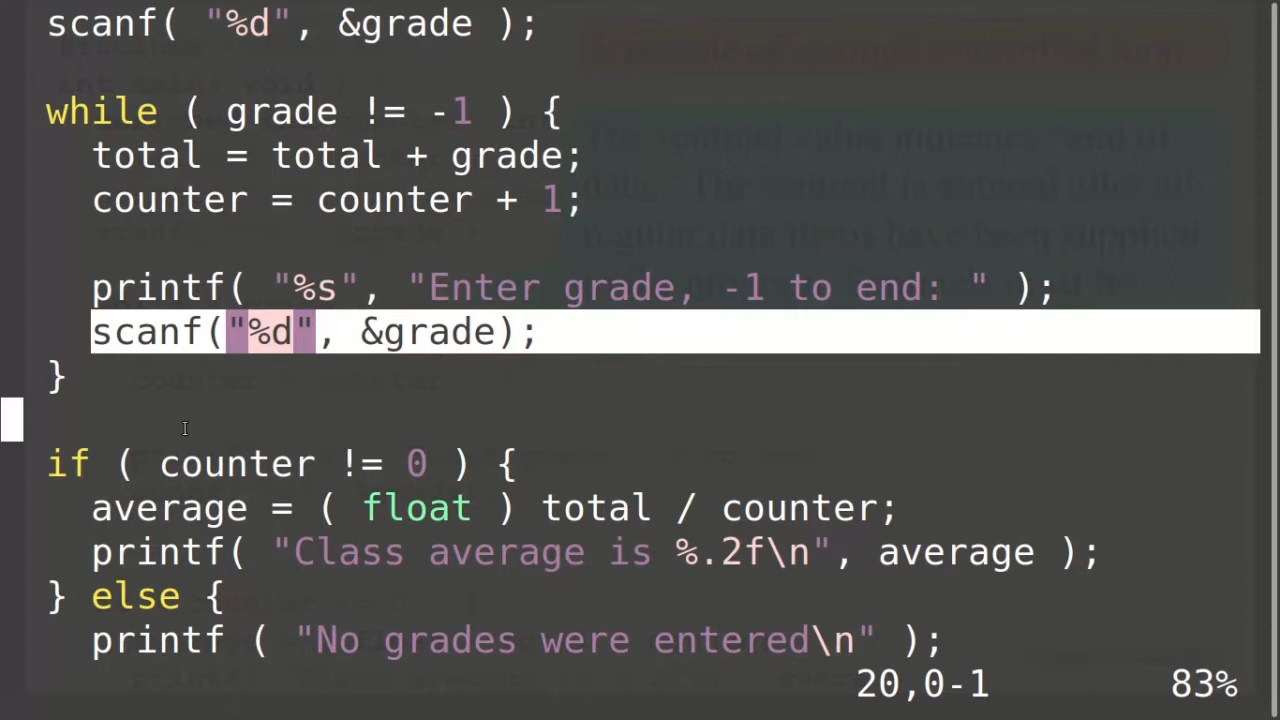 scanf( "%d", &grade );
while ( grade != -1 ) {
total = total + grade;
counter = counter + 1;
printf( "%s", "Enter grade, -1 to end: " );
scanf("%d", &grade);
}
if ( counter != 0 ) {
average = ( float ) total / counter;
printf( "Class average is %.2f\n", average );
} else {
printf ( "No grades were entered\n" );
20,0-1 83%